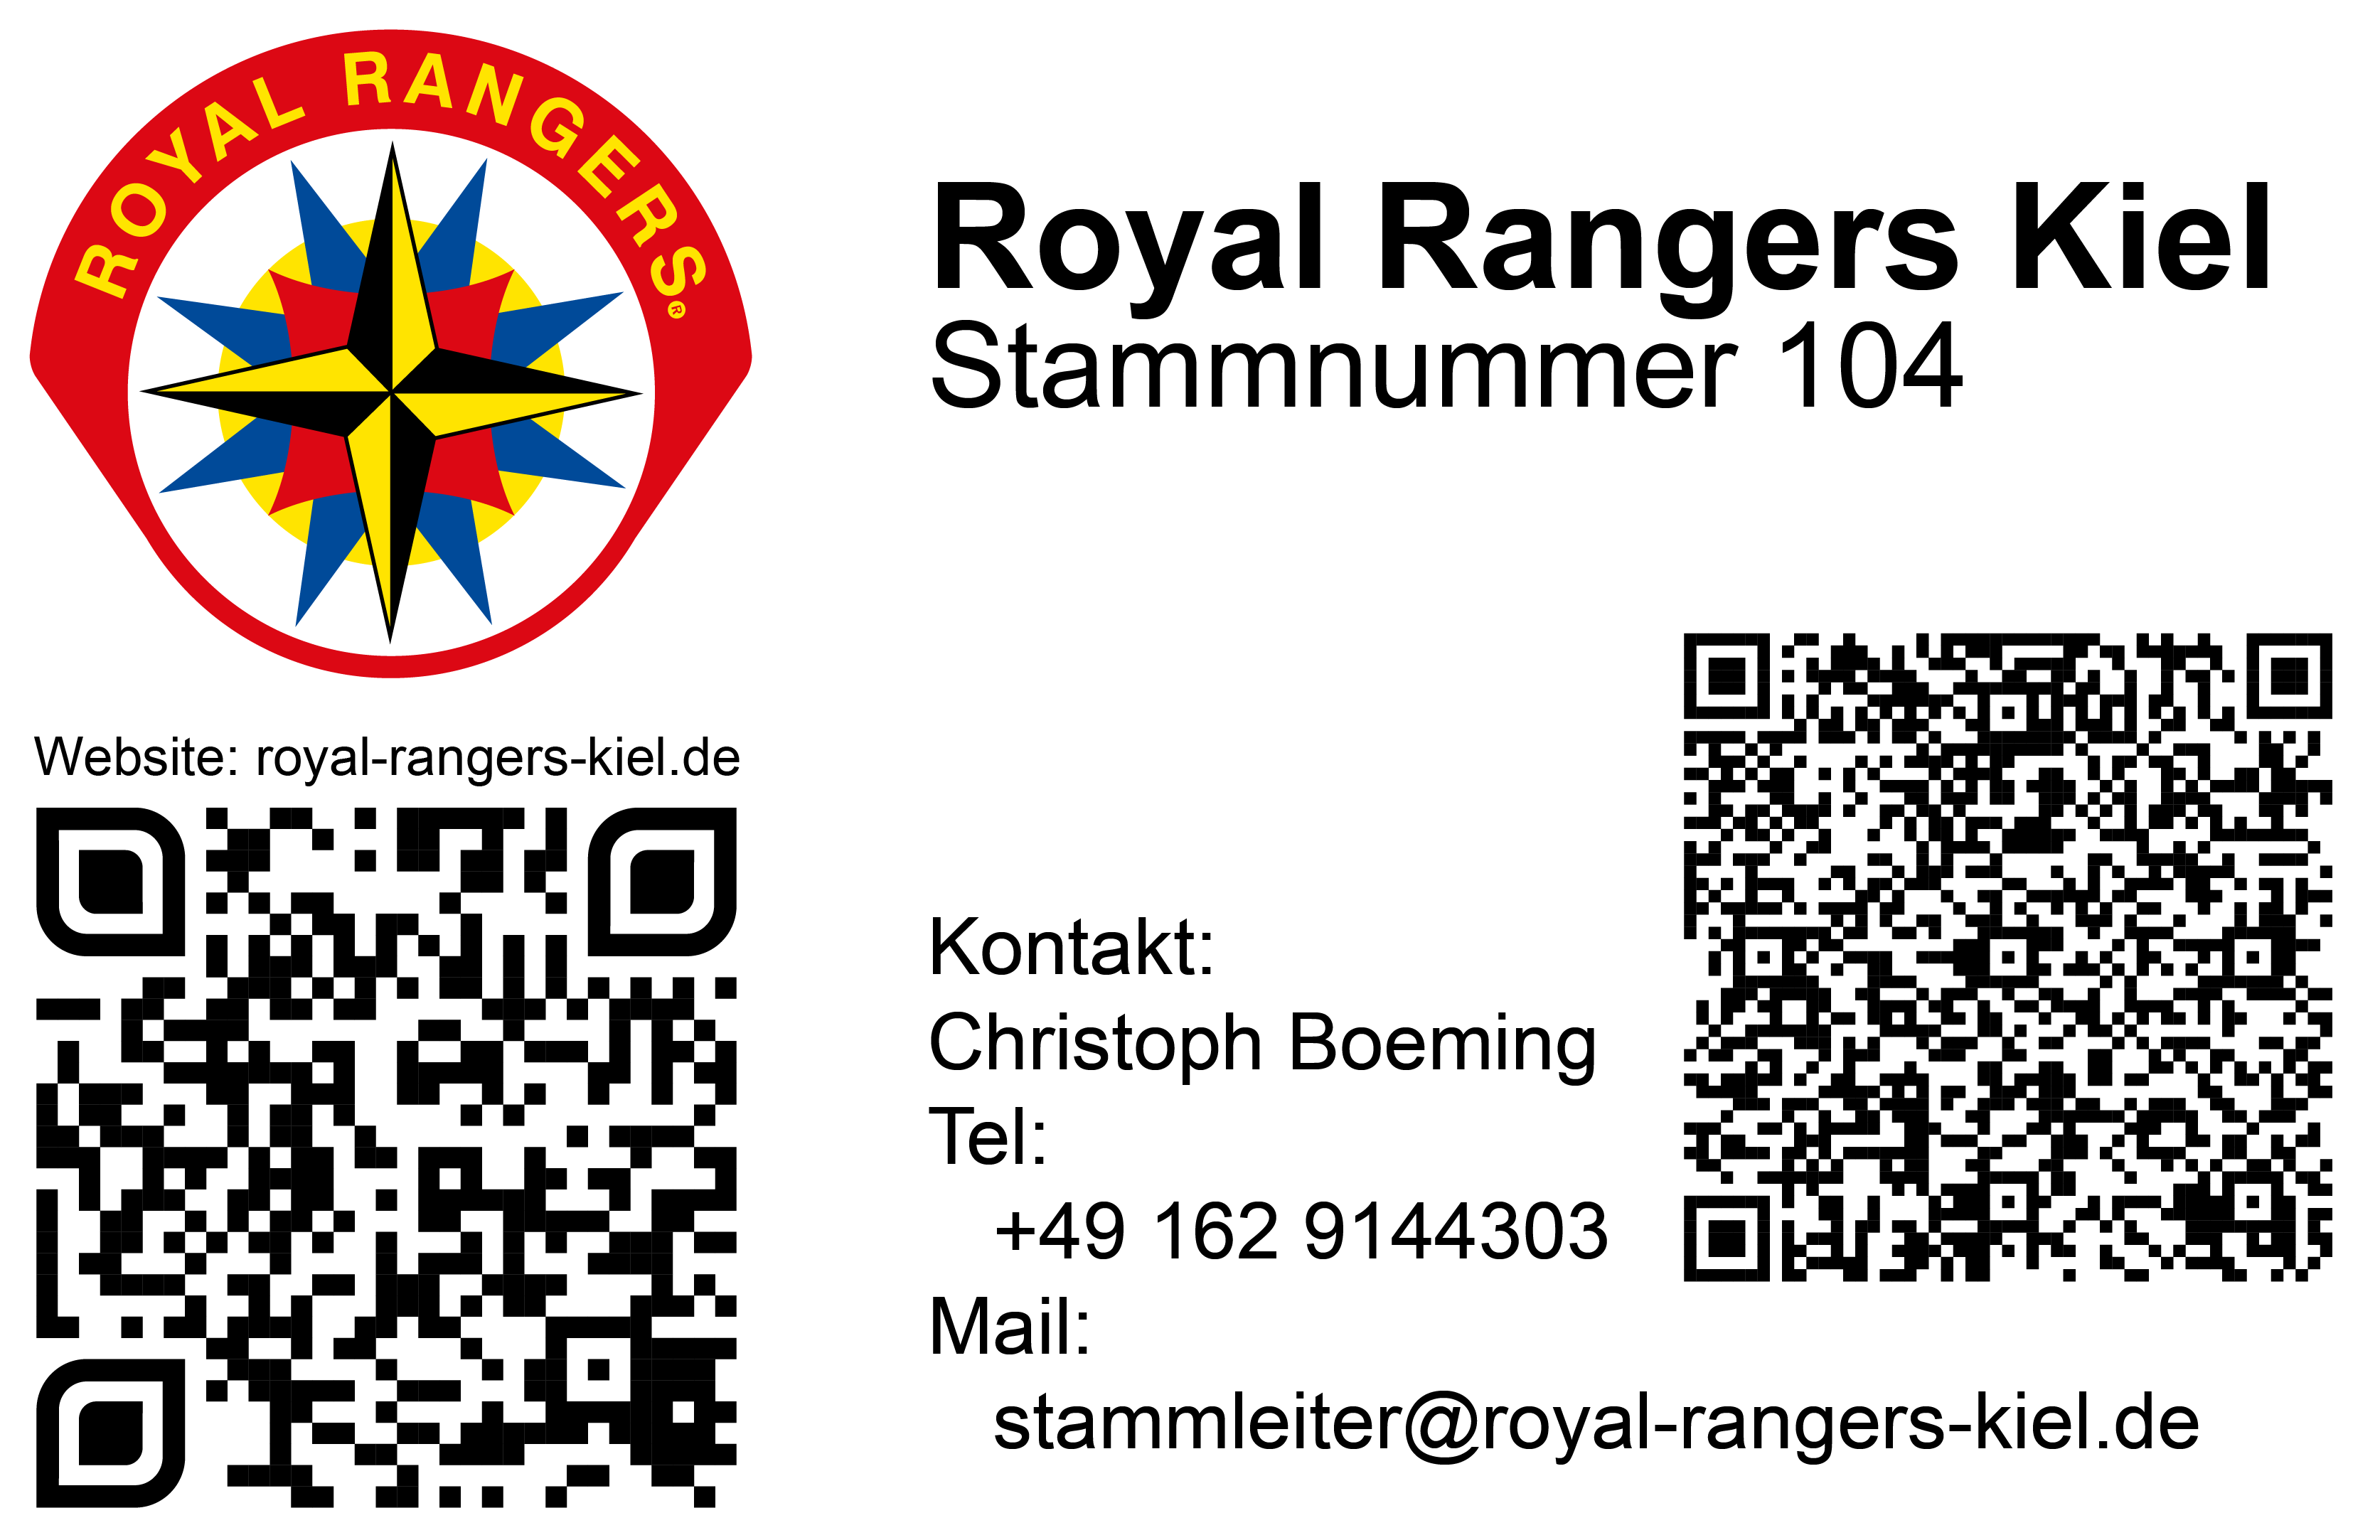 ROYAL RANGERS®
Royal Rangers Kiel
Stammnummer 104
Website: royal-rangers-kiel.de
Kontakt:
Christoph Boeming
Tel:
+49 162 9144303
Mail:
stammleiter@royal-rangers-kiel.de